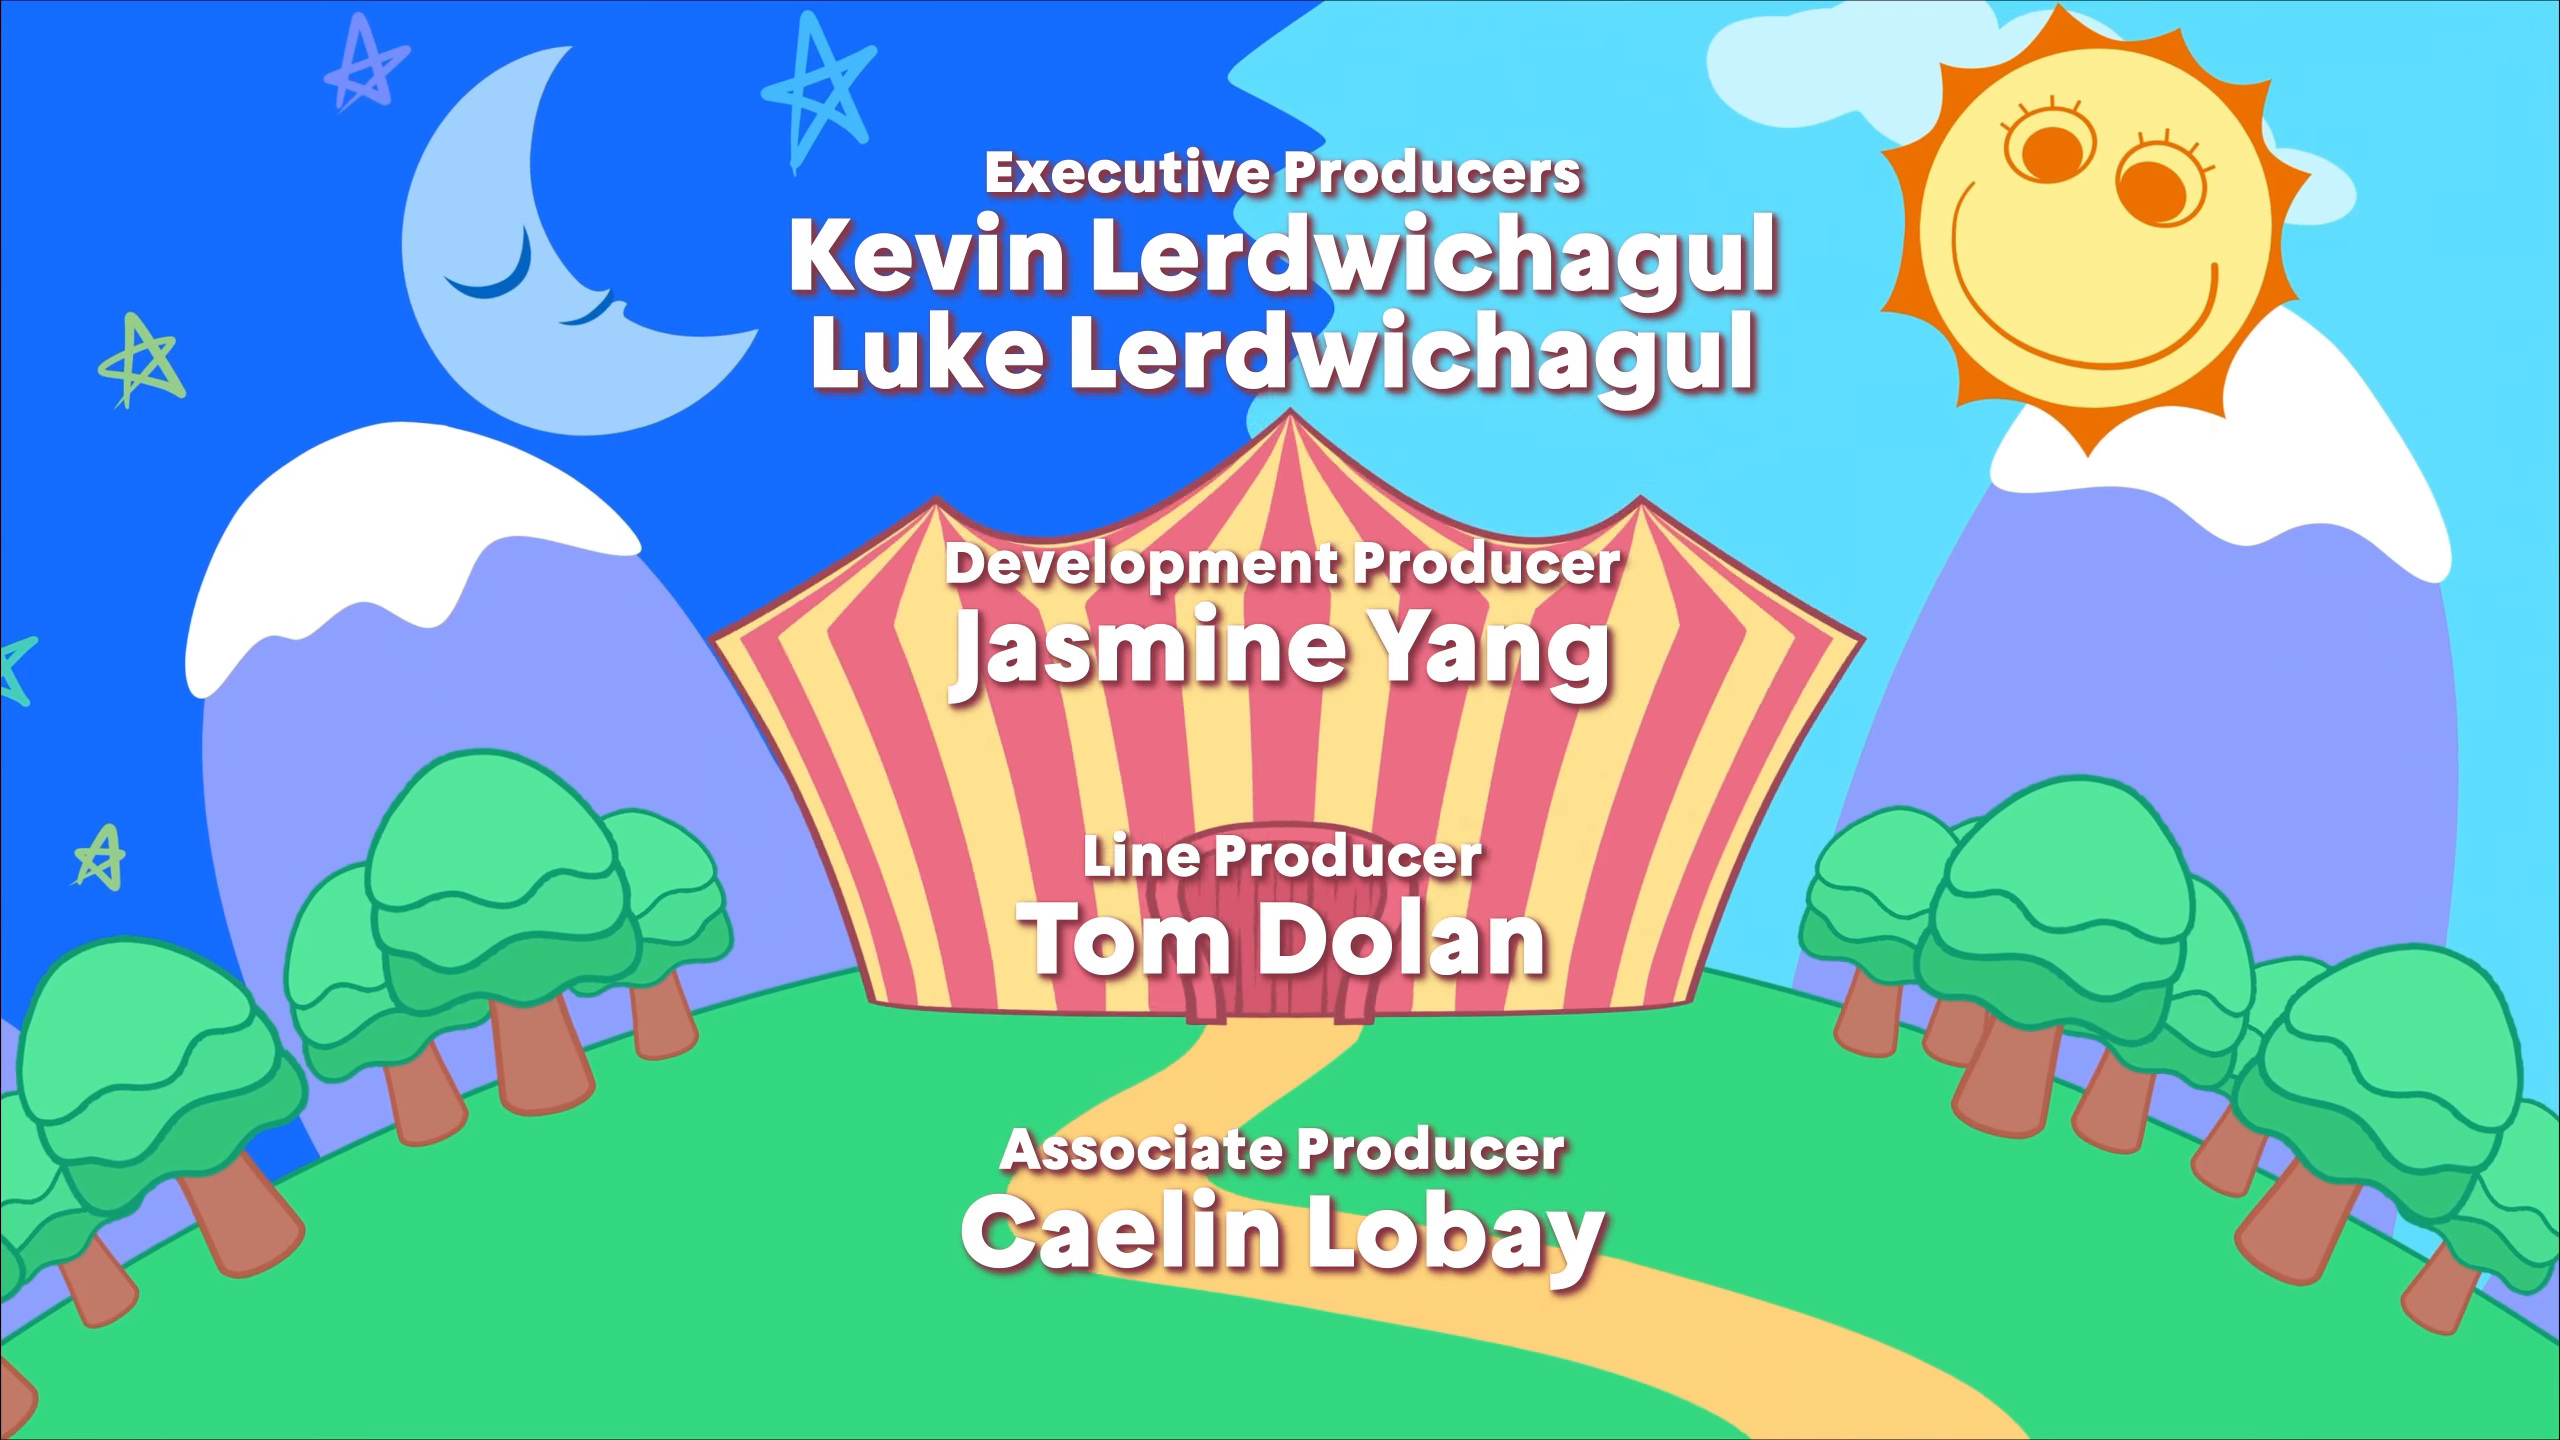 Executive Producers
Kevin Lerdwichagul
Luke Lerdwichagul
Development Producer
Jasmine Yang
Line Producer
Tom Dolan
Associate Producer
Caelin Lobay